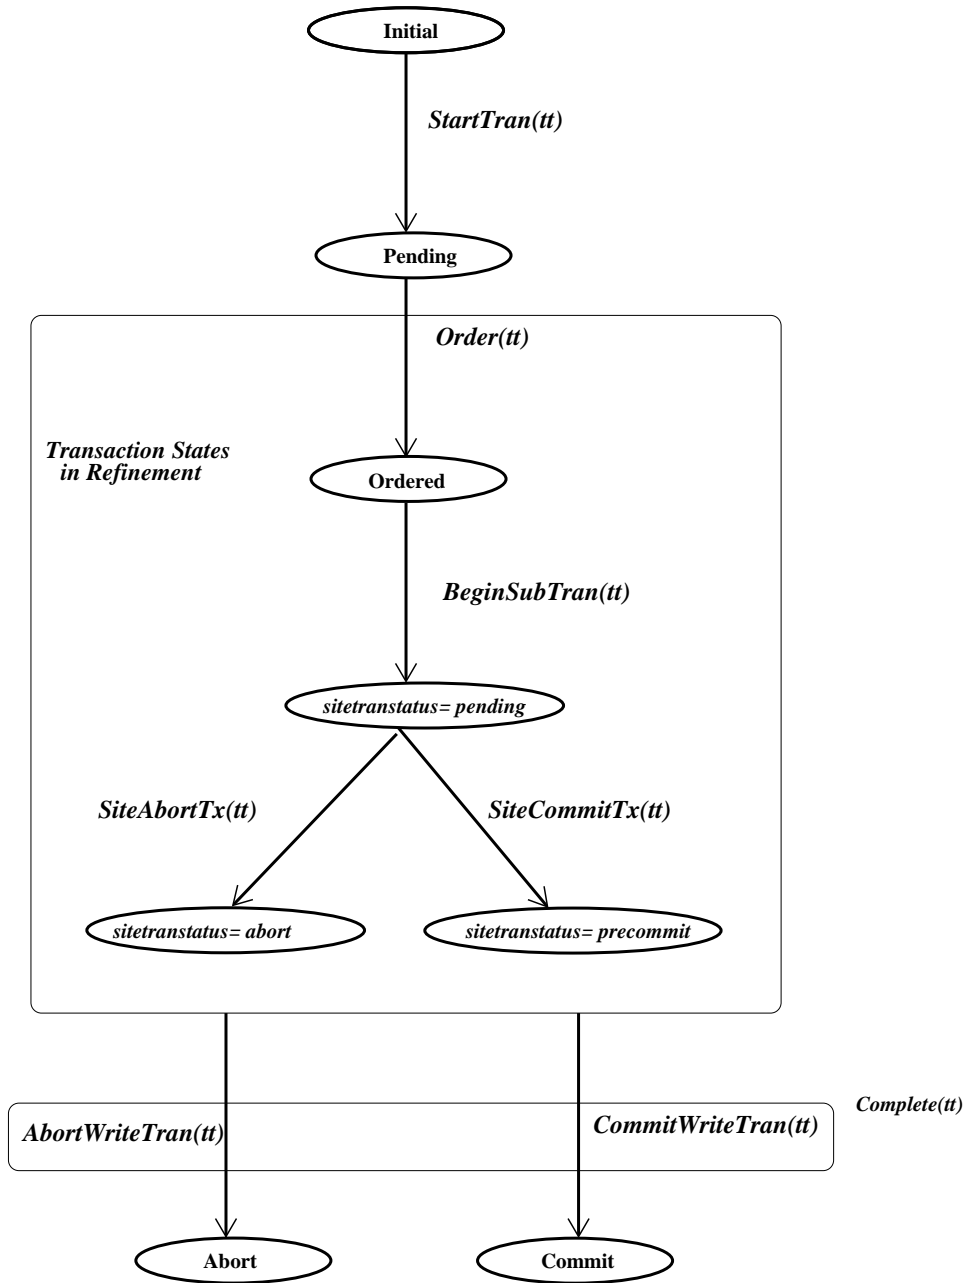 Initial
StartTran(tt)
Pending
Order(tt)
Transaction States
in Refinement
Ordered
BeginSubTran(tt)
sitetranstatus= pending
SiteAbortTx(tt)
SiteCommitTx(tt)
sitetranstatus= abort
sitetranstatus= precommit
Complete(tt)
AbortWriteTran(tt)
CommitWriteTran(tt)
Abort
Commit